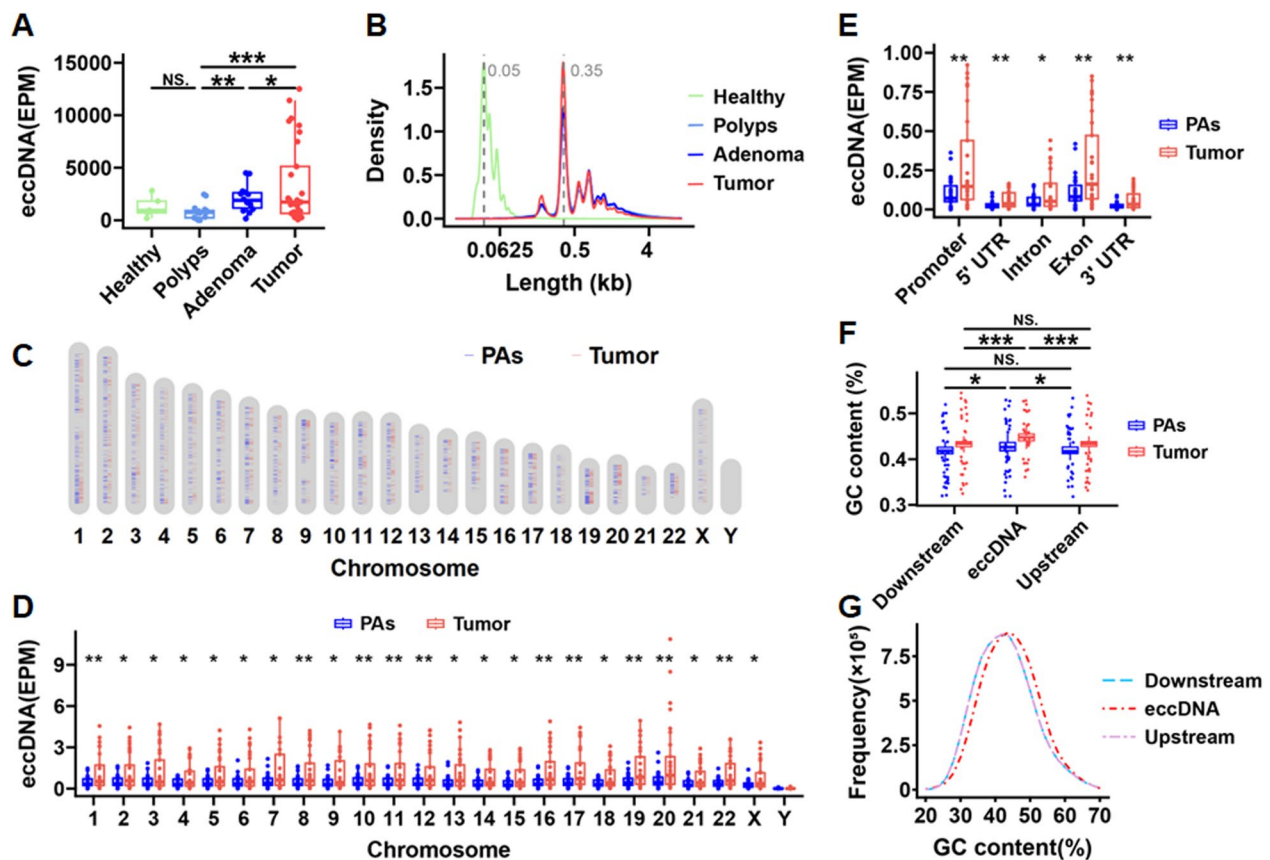 A
eccDNA(EPM)
15000
10000
5000
0
***
NS.
**
*
Healthy
Polyps
Adenoma
Tumor
B
Density
1.5
1.0
0.5
0.0
0.05
0.35
0.0625
0.5
4
Length (kb)
Healthy
Polyps
Adenoma
Tumor
E
eccDNA(EPM)
1.00
0.75
0.50
0.25
0.00
** ** * ** **
Promoter
5' UTR
Intron
Exon
3' UTR
PAs
Tumor
C
PAs
Tumor
1 2 3 4 5 6 7 8 9 10 11 12 13 14 15 16 17 18 19 20 21 22 X Y
Chromosome
F
GC content (%)
0.5
0.4
0.3
NS.
*** ***
NS.
* *
Downstream
eccDNA
Upstream
PAs
Tumor
D
PAs
Tumor
eccDNA(EPM)
9
6
3
0
** * * * * * * ** * ** ** ** * * * ** ** * ** ** * ** *
1 2 3 4 5 6 7 8 9 10 11 12 13 14 15 16 17 18 19 20 21 22 X Y
Chromosome
G
Frequency(×10⁵)
7.5
5
2.5
0
20 30 40 50 60 70
GC content(%)
Downstream
eccDNA
Upstream